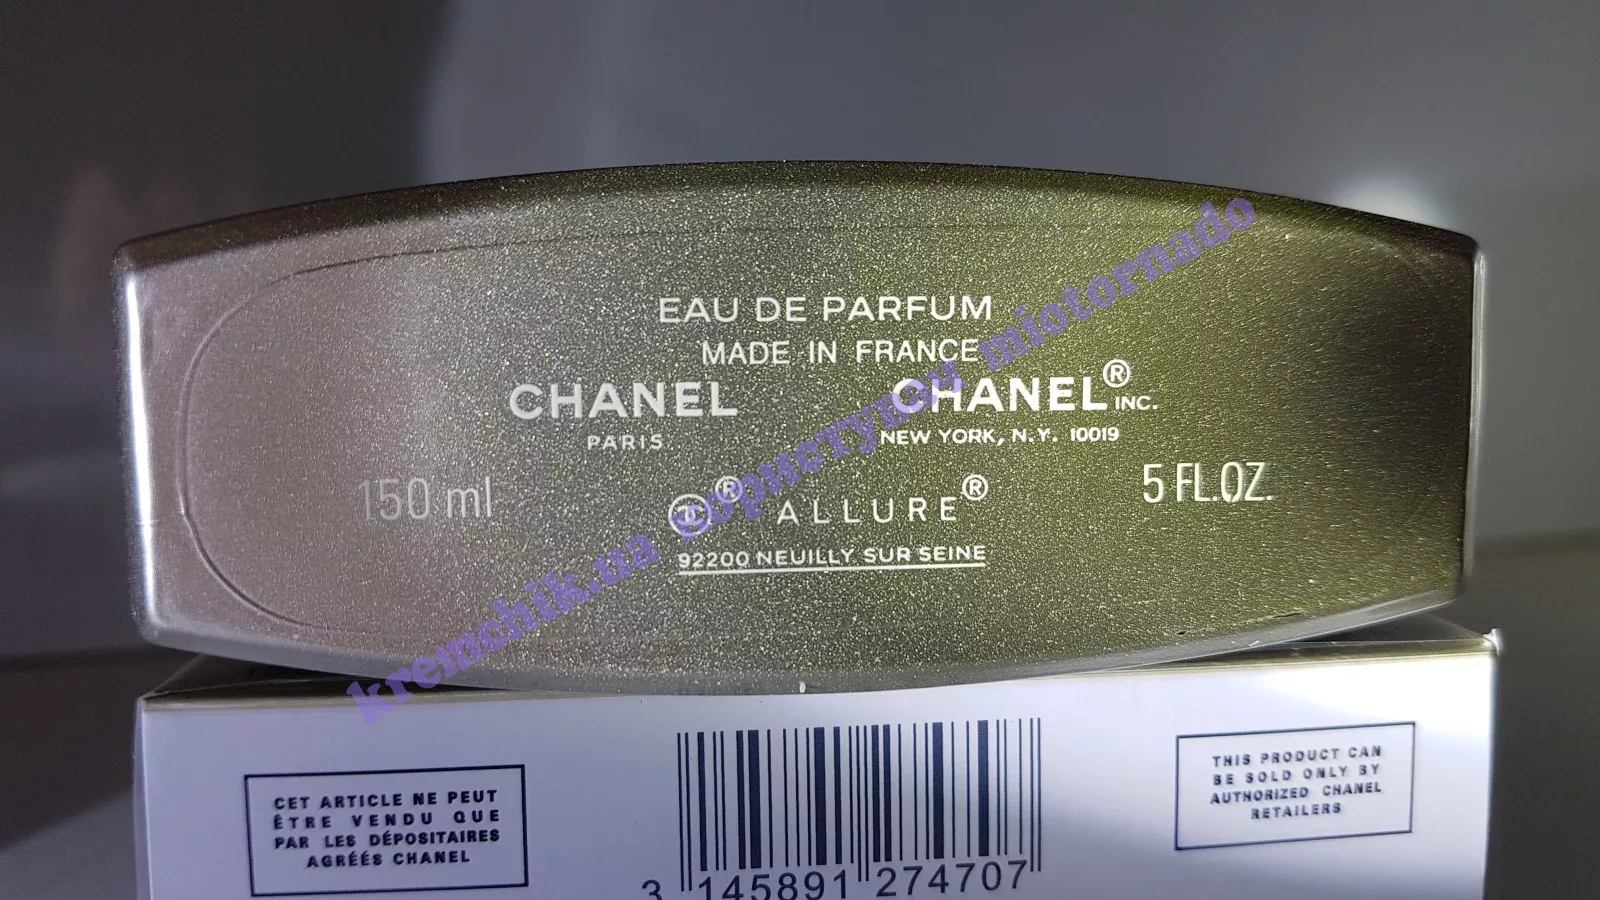 EAU DE PARFUM
MADE IN FRANCE
CHANEL
PARIS
CHANEL® INC.
NEW YORK, N.Y. 10019
150 ml
® ALLURE®
5 FL.OZ.
92200 NEUILLY SUR SEINE
kremchik.ua користувач miotornado
CET ARTICLE NE PEUT
ÊTRE VENDU QUE
PAR LES DÉPOSITAIRES
AGRÉÉS CHANEL
3 145891 274707
THIS PRODUCT CAN
BE SOLD ONLY BY
AUTHORIZED CHANEL
RETAILERS